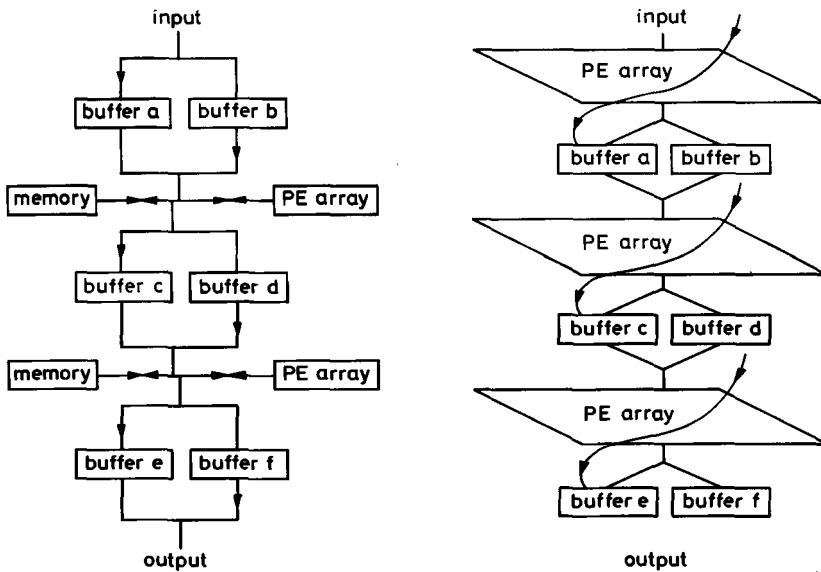 input
buffer a
buffer b
memory
PE array
buffer c
buffer d
memory
PE array
buffer e
buffer f
output
input
PE array
buffer a
buffer b
PE array
buffer c
buffer d
PE array
buffer e
buffer f
output